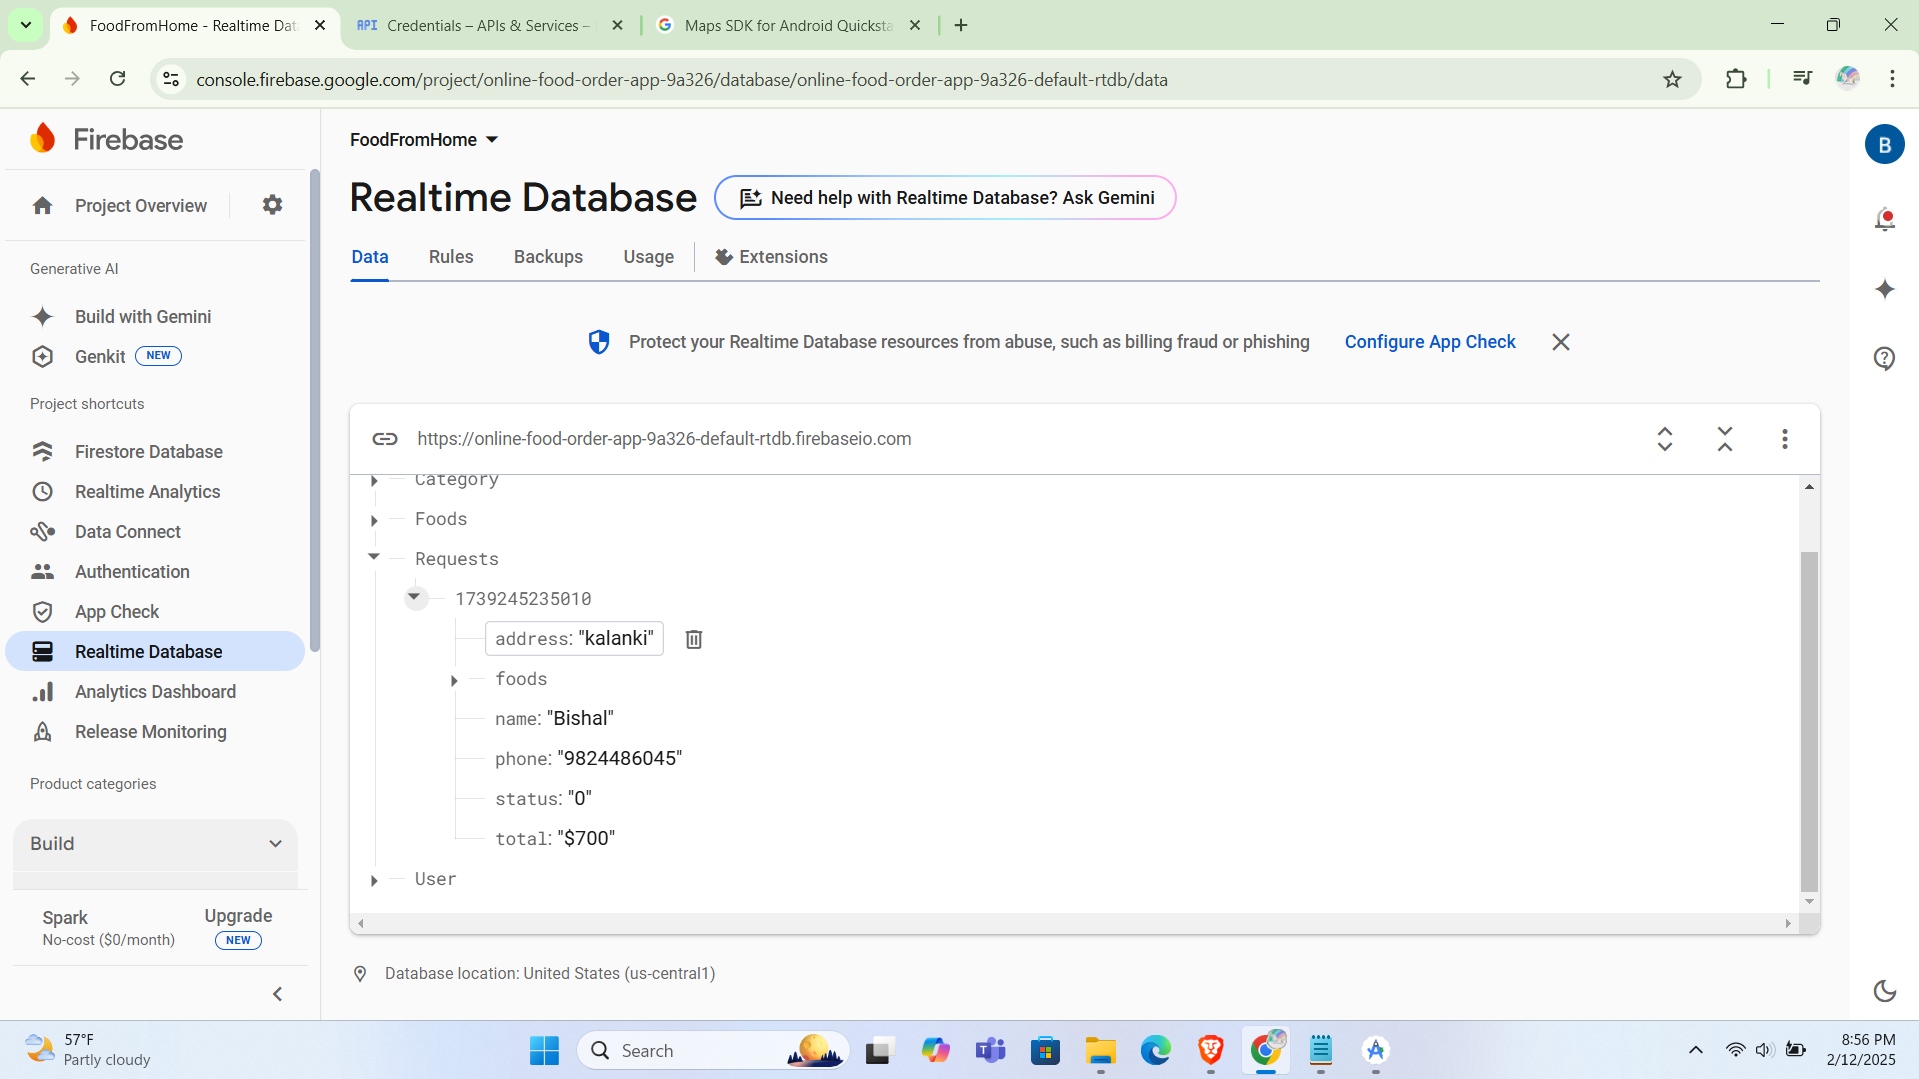 FoodFromHome - Realtime Dat
API Credentials – APIs & Services –
G Maps SDK for Android Quicksta
console.firebase.google.com/project/online-food-order-app-9a326/database/online-food-order-app-9a326-default-rtdb/data
Firebase
FoodFromHome
B
Realtime Database
Need help with Realtime Database? Ask Gemini
Project Overview
Data
Rules
Backups
Usage
Extensions
Generative AI
Build with Gemini
Genkit NEW
Protect your Realtime Database resources from abuse, such as billing fraud or phishing
Configure App Check
Project shortcuts
Firestore Database
Realtime Analytics
Data Connect
Authentication
App Check
Realtime Database
Analytics Dashboard
Release Monitoring
Product categories
Build
Spark
No-cost ($0/month)
Upgrade
NEW
https://online-food-order-app-9a326-default-rtdb.firebaseio.com
Category
Foods
Requests
1739245235010
address: "kalanki"
foods
name: "Bishal"
phone: "9824486045"
status: "0"
total: "$700"
User
Database location: United States (us-central1)
57°F
Partly cloudy
Search
8:56 PM
2/12/2025